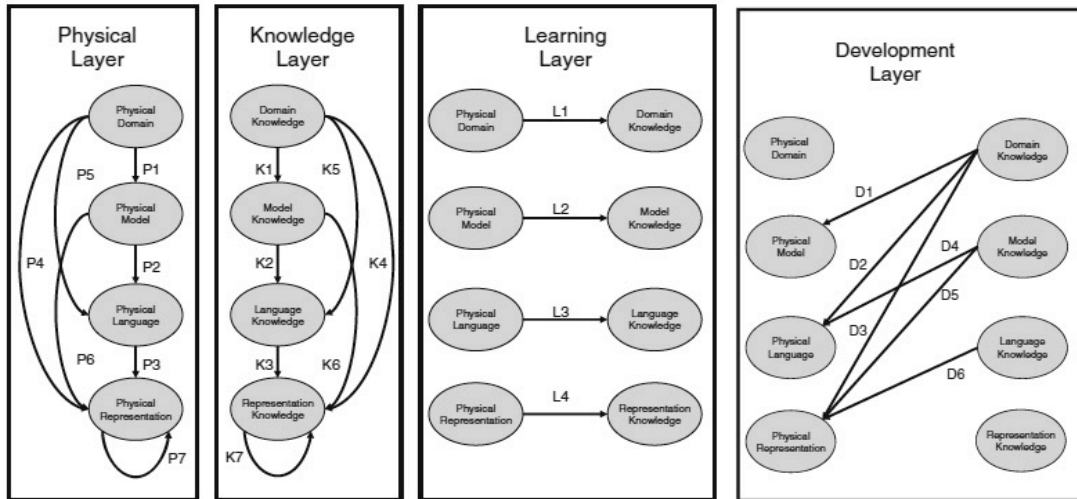 Physical
Layer
Physical
Domain
P5
P1
Physical
Model
P4
P2
Physical
Language
P6
P3
Physical
Representation
P7
Knowledge
Layer
Domain
Knowledge
K1
K5
Model
Knowledge
K2
K4
Language
Knowledge
K3
K6
Representation
Knowledge
K7
Learning
Layer
Physical
Domain
L1
Domain
Knowledge
Physical
Model
L2
Model
Knowledge
Physical
Language
L3
Language
Knowledge
Physical
Representation
L4
Representation
Knowledge
Development
Layer
Physical
Domain
Domain
Knowledge
D1
Physical
Model
D4
Model
Knowledge
D2
D5
Physical
Language
D3
Language
Knowledge
D6
Physical
Representation
Representation
Knowledge